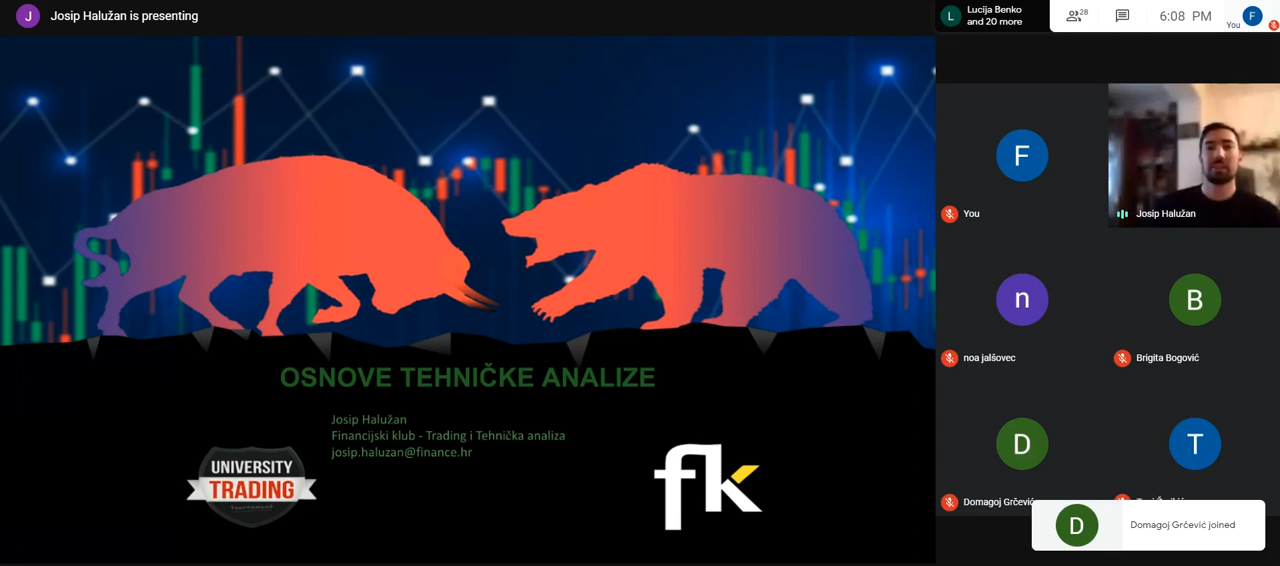 J
Josip Halužan is presenting
L
Lucija Benko
and 20 more
28
6:08 PM
You
F
F
You
Josip Halužan
n
noa jalšovec
B
Brigita Bogović
D
Domagoj Grčević
T
D
Domagoj Grčević joined
OSNOVE TEHNIČKE ANALIZE
Josip Halužan
Financijski klub - Trading i Tehnička analiza
josip.haluzan@finance.hr
UNIVERSITY
TRADING
fk